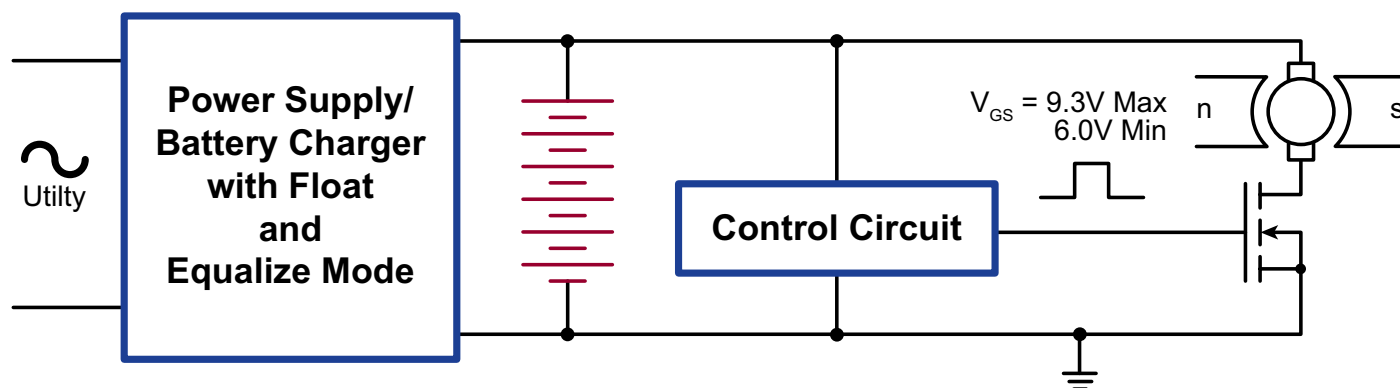 Power Supply/
Battery Charger
with Float
and
Equalize Mode
Utilty
Control Circuit
VGS = 9.3V Max
6.0V Min
n
s